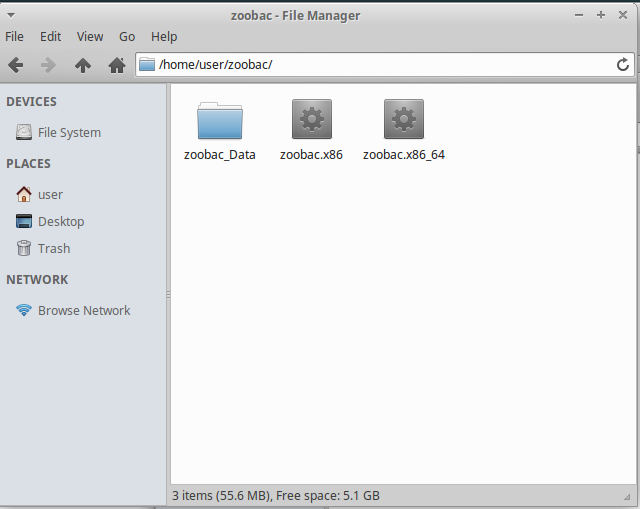 zoobac - File Manager
File Edit View Go Help
/home/user/zoobac/
DEVICES
File System
PLACES
user
Desktop
Trash
NETWORK
Browse Network
zoobac_Data zoobac.x86 zoobac.x86_64
3 items (55.6 MB), Free space: 5.1 GB